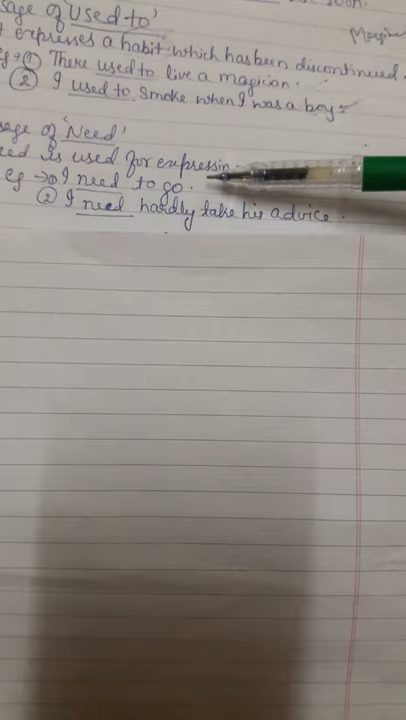 soon.
sage of 'Used to'
Margin
t expresses a habit which has been discontinued.
Eg → ① There used to live a magician.
② I used to smoke when I was a boy.
sage of 'Need'
eed is used for expressin.
Eg → ① I need to go.
② I need hardly take his advice.